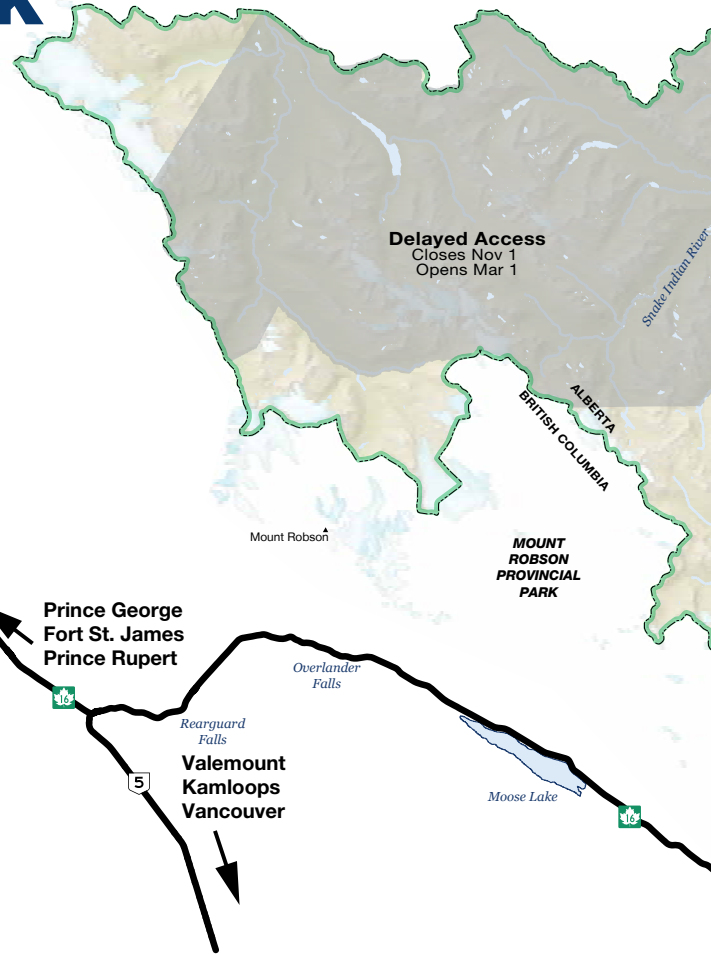 K
Delayed Access
Closes Nov 1
Opens Mar 1
Snake Indian River
ALBERTA
BRITISH COLUMBIA
Mount Robson
MOUNT
ROBSON
PROVINCIAL
PARK
Prince George
Fort St. James
Prince Rupert
16
Overlander
Falls
Rearguard
Falls
Valemount
Kamloops
Vancouver
5
Moose Lake
16